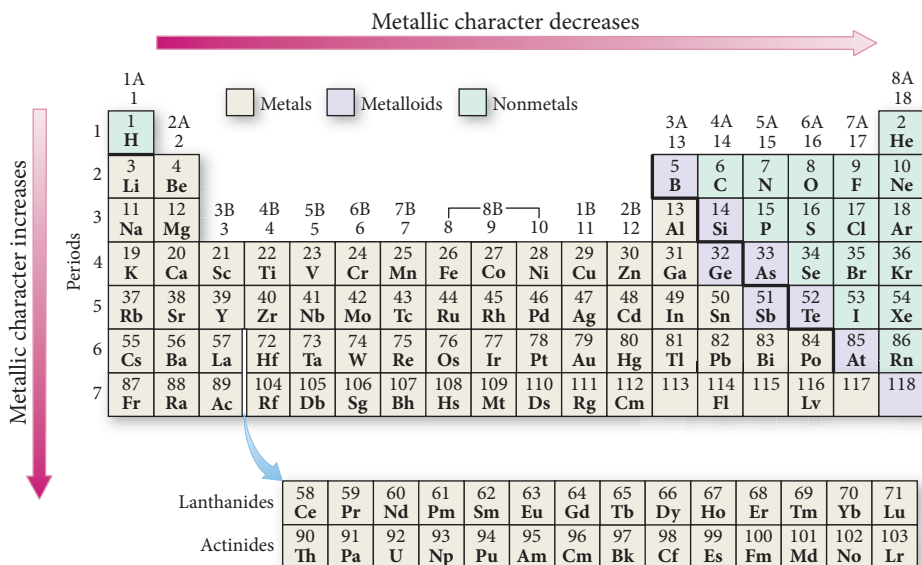 Metallic character decreases
1A 8A
1 18
Metals Metalloids Nonmetals
1 1 2A 3A 4A 5A 6A 7A 2
H 2 13 14 15 16 17 He
2 3 4 5 6 7 8 9 10
Li Be B C N O F Ne
3 11 12 3B 4B 5B 6B 7B 8B 1B 2B 13 14 15 16 17 18
Na Mg 3 4 5 6 7 8 9 10 11 12 Al Si P S Cl Ar
4 19 20 21 22 23 24 25 26 27 28 29 30 31 32 33 34 35 36
K Ca Sc Ti V Cr Mn Fe Co Ni Cu Zn Ga Ge As Se Br Kr
5 37 38 39 40 41 42 43 44 45 46 47 48 49 50 51 52 53 54
Rb Sr Y Zr Nb Mo Tc Ru Rh Pd Ag Cd In Sn Sb Te I Xe
6 55 56 57 72 73 74 75 76 77 78 79 80 81 82 83 84 85 86
Cs Ba La Hf Ta W Re Os Ir Pt Au Hg Tl Pb Bi Po At Rn
7 87 88 89 104 105 106 107 108 109 110 111 112 113 114 115 116 117 118
Fr Ra Ac Rf Db Sg Bh Hs Mt Ds Rg Cm Fl Lv
Metallic character increases
Periods
Lanthanides 58 59 60 61 62 63 64 65 66 67 68 69 70 71
Ce Pr Nd Pm Sm Eu Gd Tb Dy Ho Er Tm Yb Lu
Actinides 90 91 92 93 94 95 96 97 98 99 100 101 102 103
Th Pa U Np Pu Am Cm Bk Cf Es Fm Md No Lr